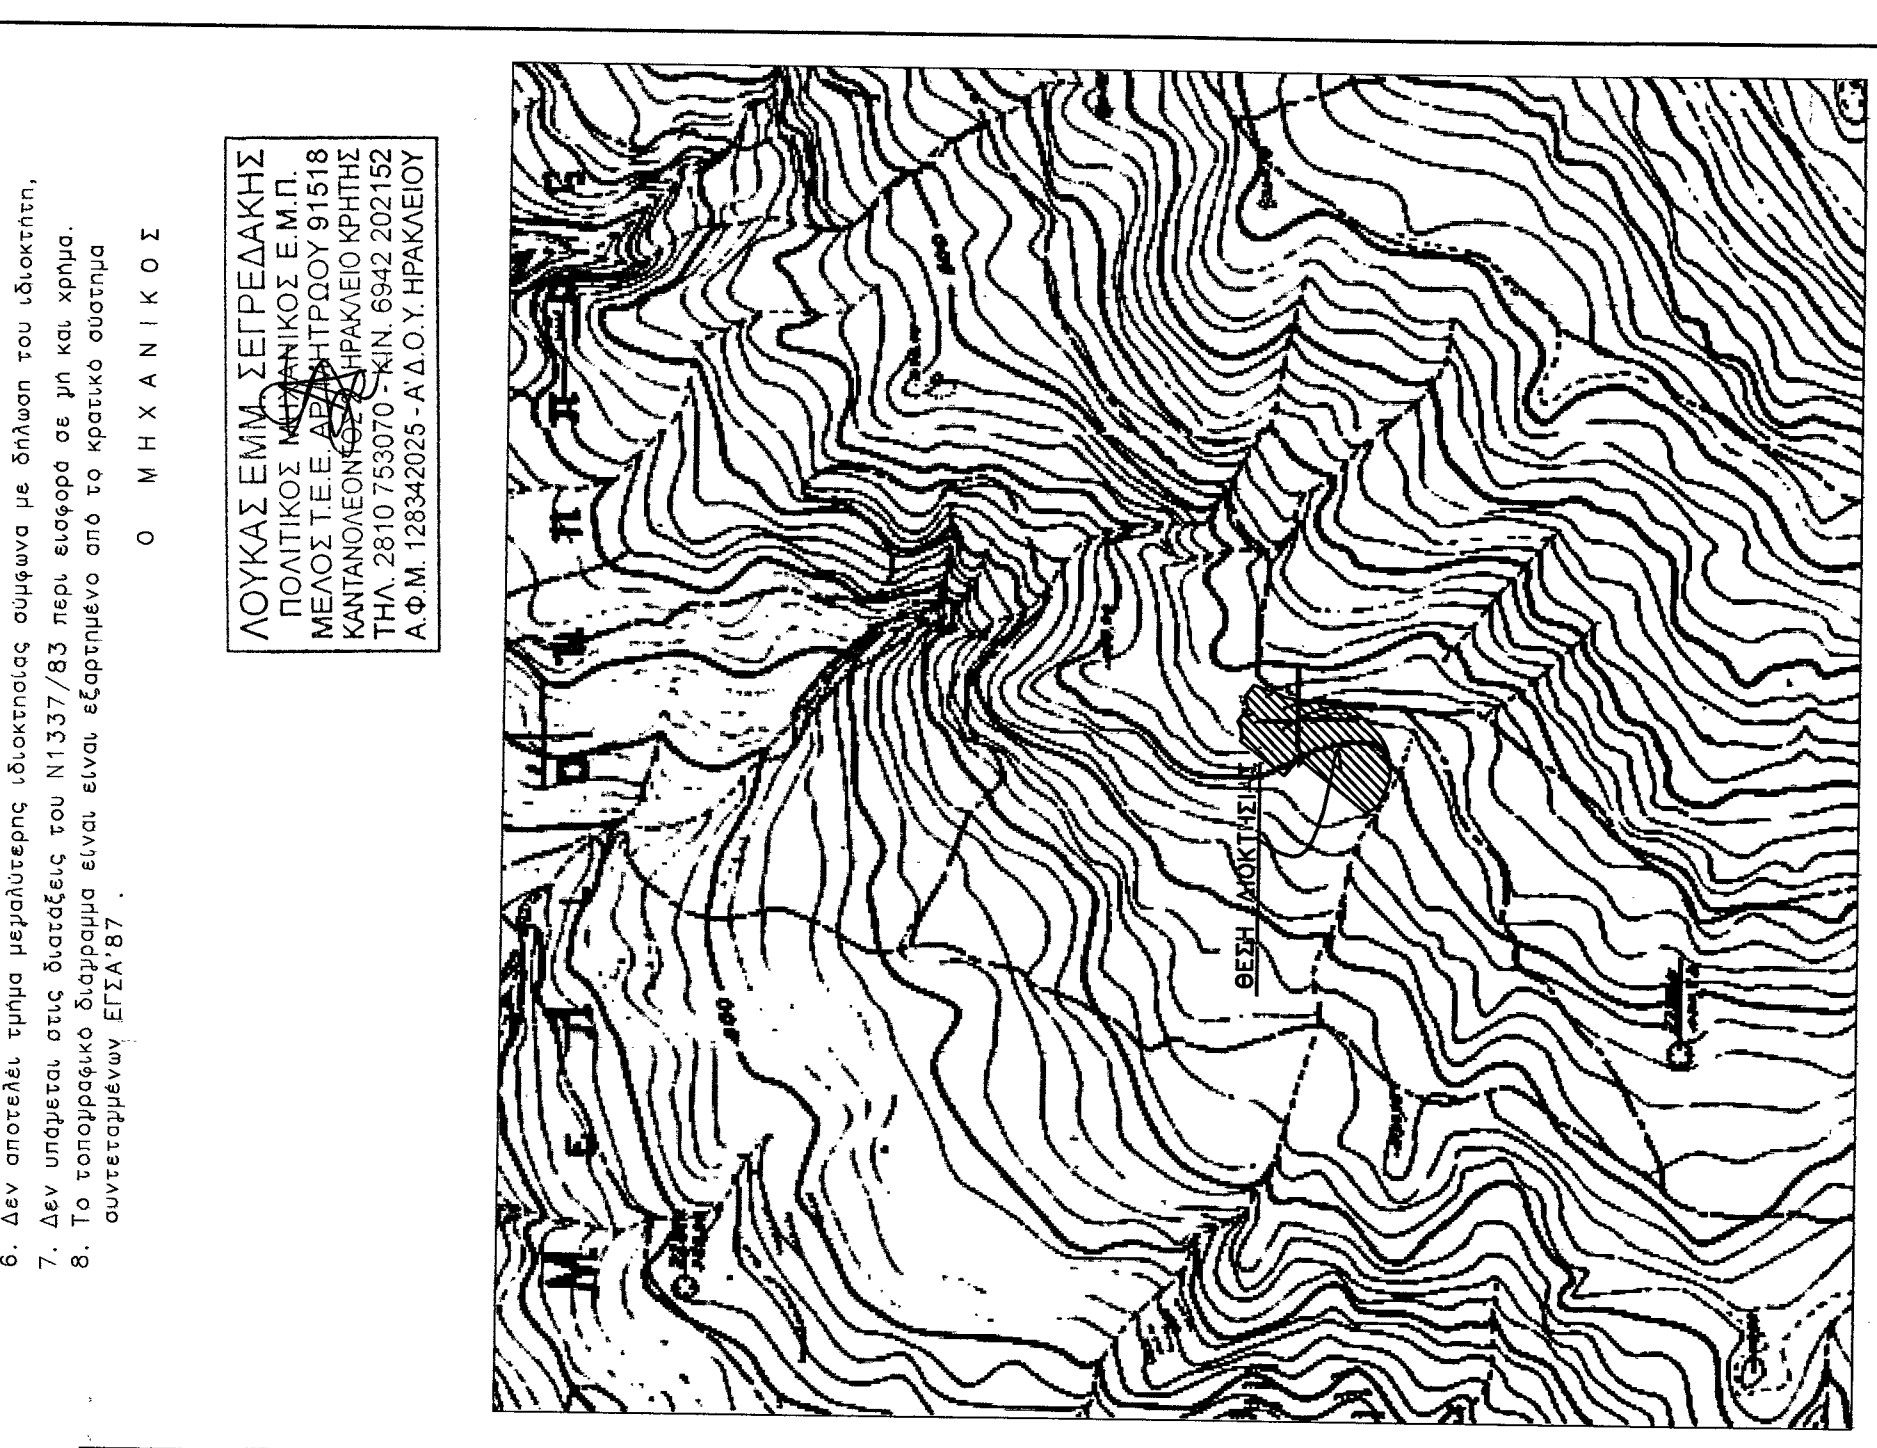 6. Δεν αποτελεί τμήμα μεγαλύτερης ιδιοκτησίας σύμφωνα με δήλωση του ιδιοκτήτη,
7. Δεν υπάγεται στις διατάξεις του Ν1337/83 περι εισφορά σε γη και χρήμα.
8. Το τοπογραφικό διάγραμμα είναι είναι εξαρτημένο από το κρατικό σύστημα
συντεταγμένων ΕΓΣΑ'87 .
Ο ΜΗΧΑΝΙΚΟΣ
ΛΟΥΚΑΣ ΕΜΜ. ΣΕΓΡΕΔΑΚΗΣ
ΠΟΛΙΤΙΚΟΣ ΜΗΧΑΝΙΚΟΣ Ε.Μ.Π.
ΜΕΛΟΣ Τ.Ε.Ε. ΑΡ. ΜΗΤΡΩΟΥ 91518
ΚΑΝΤΑΝΟΛΕΟΝΤΟΣ ΗΡΑΚΛΕΙΟ ΚΡΗΤΗΣ
ΤΗΛ. 2810 753070 - ΚΙΝ. 6942 202152
Α.Φ.Μ. 128342025 - Α' Δ.Ο.Υ. ΗΡΑΚΛΕΙΟΥ
ΘΕΣΗ ΙΔΙΟΚΤΗΣΙΑΣ
400